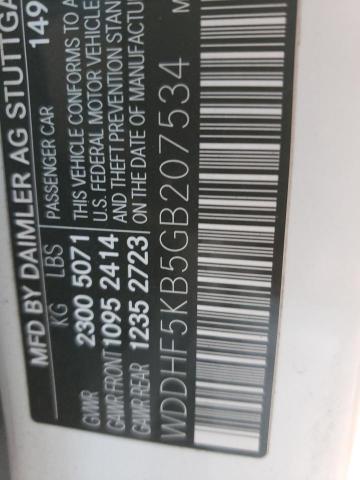 MFD BY DAIMLER AG STUTTGA
KG LBS PASSENGER CAR 149
GVWR 2300 5071 THIS VEHICLE CONFORMS TO A
GAWR FRONT 1095 2414 U.S. FEDERAL MOTOR VEHICLE
GAWR REAR 1235 2723 AND THEFT PREVENTION STAN
ON THE DATE OF MANUFACTU
WDDHF5KB5GB207534 M